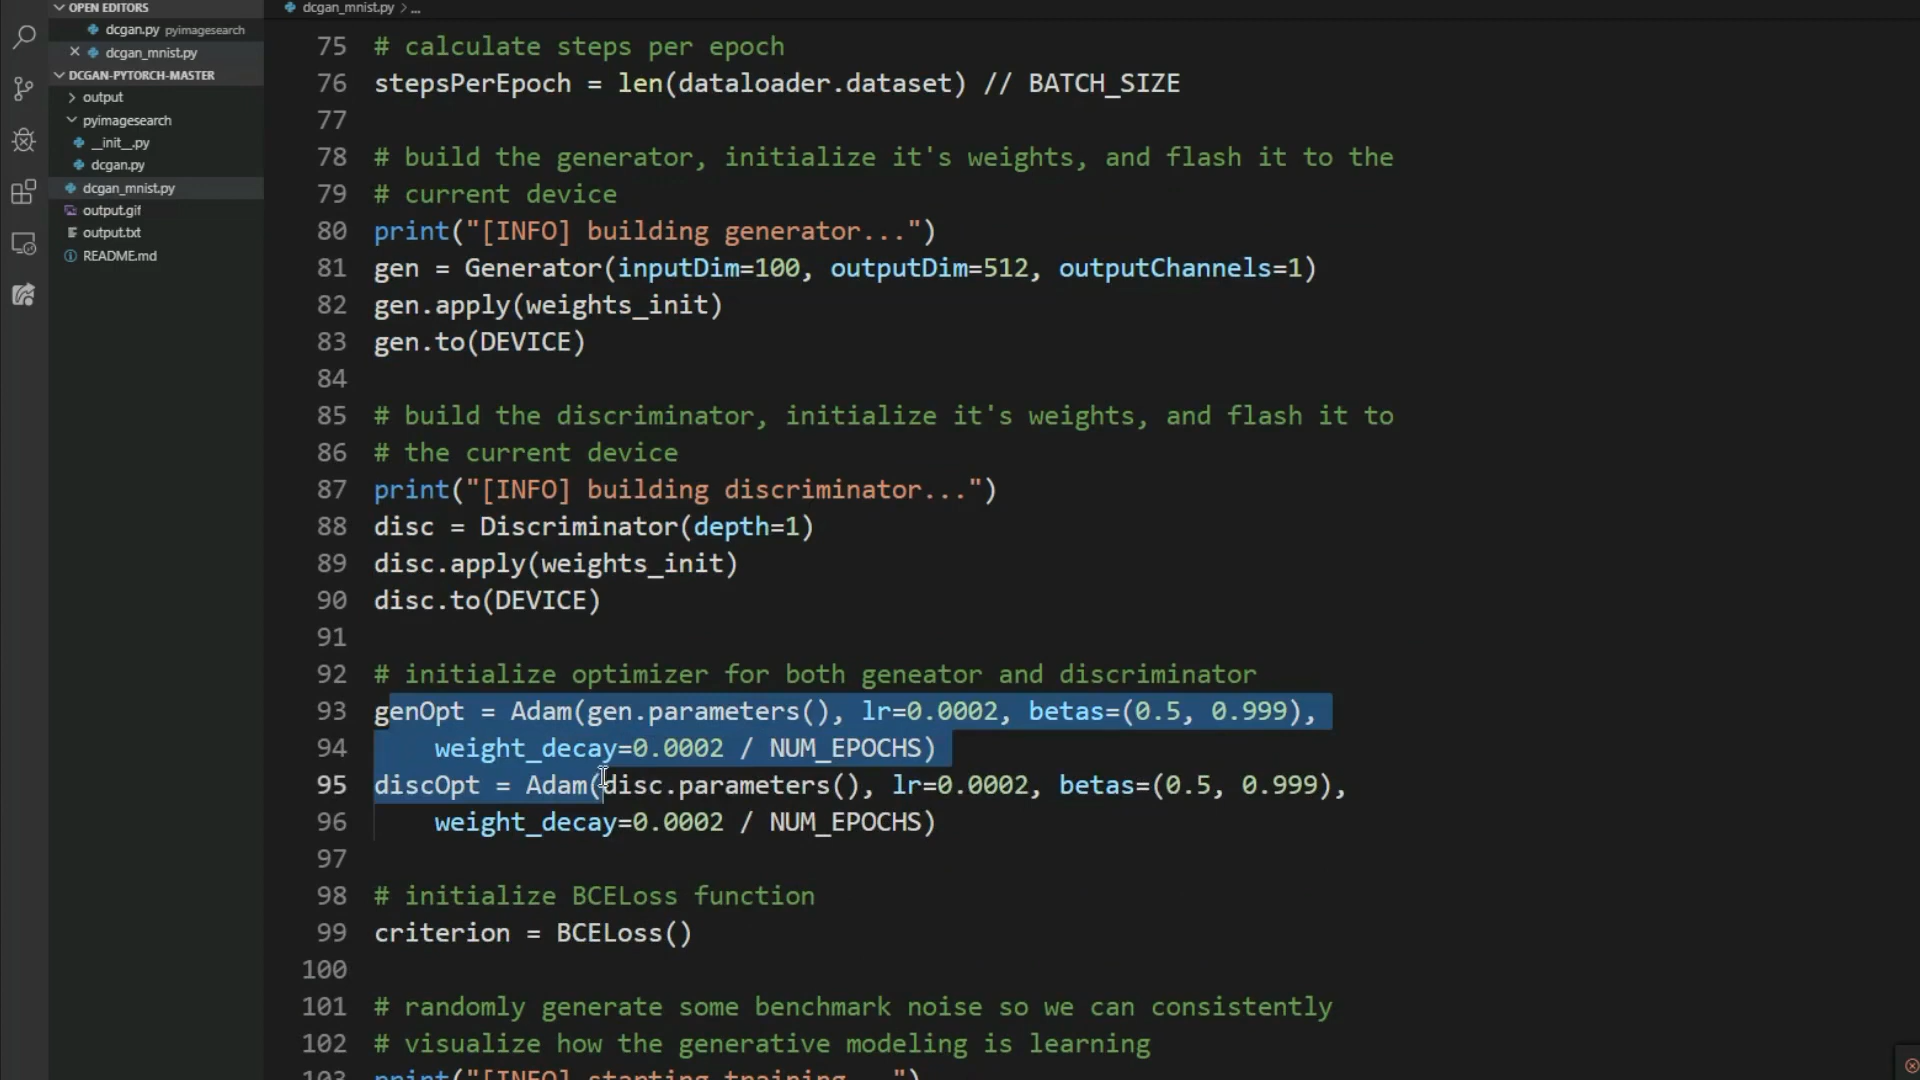 OPEN EDITORS
dcgan.py pyimagesearch
dcgan_mnist.py
DCGAN-PYTORCH-MASTER
output
pyimagesearch
__init__.py
dcgan.py
dcgan_mnist.py
output.gif
output.txt
README.md
dcgan_mnist.py > ...
75 # calculate steps per epoch
76 stepsPerEpoch = len(dataloader.dataset) // BATCH_SIZE
77
78 # build the generator, initialize it's weights, and flash it to the
79 # current device
80 print("[INFO] building generator...")
81 gen = Generator(inputDim=100, outputDim=512, outputChannels=1)
82 gen.apply(weights_init)
83 gen.to(DEVICE)
84
85 # build the discriminator, initialize it's weights, and flash it to
86 # the current device
87 print("[INFO] building discriminator...")
88 disc = Discriminator(depth=1)
89 disc.apply(weights_init)
90 disc.to(DEVICE)
91
92 # initialize optimizer for both geneator and discriminator
93 genOpt = Adam(gen.parameters(), lr=0.0002, betas=(0.5, 0.999),
94 weight_decay=0.0002 / NUM_EPOCHS)
95 discOpt = Adam(disc.parameters(), lr=0.0002, betas=(0.5, 0.999),
96 weight_decay=0.0002 / NUM_EPOCHS)
97
98 # initialize BCELoss function
99 criterion = BCELoss()
100
101 # randomly generate some benchmark noise so we can consistently
102 # visualize how the generative modeling is learning
103 print("[INFO] starting training...")